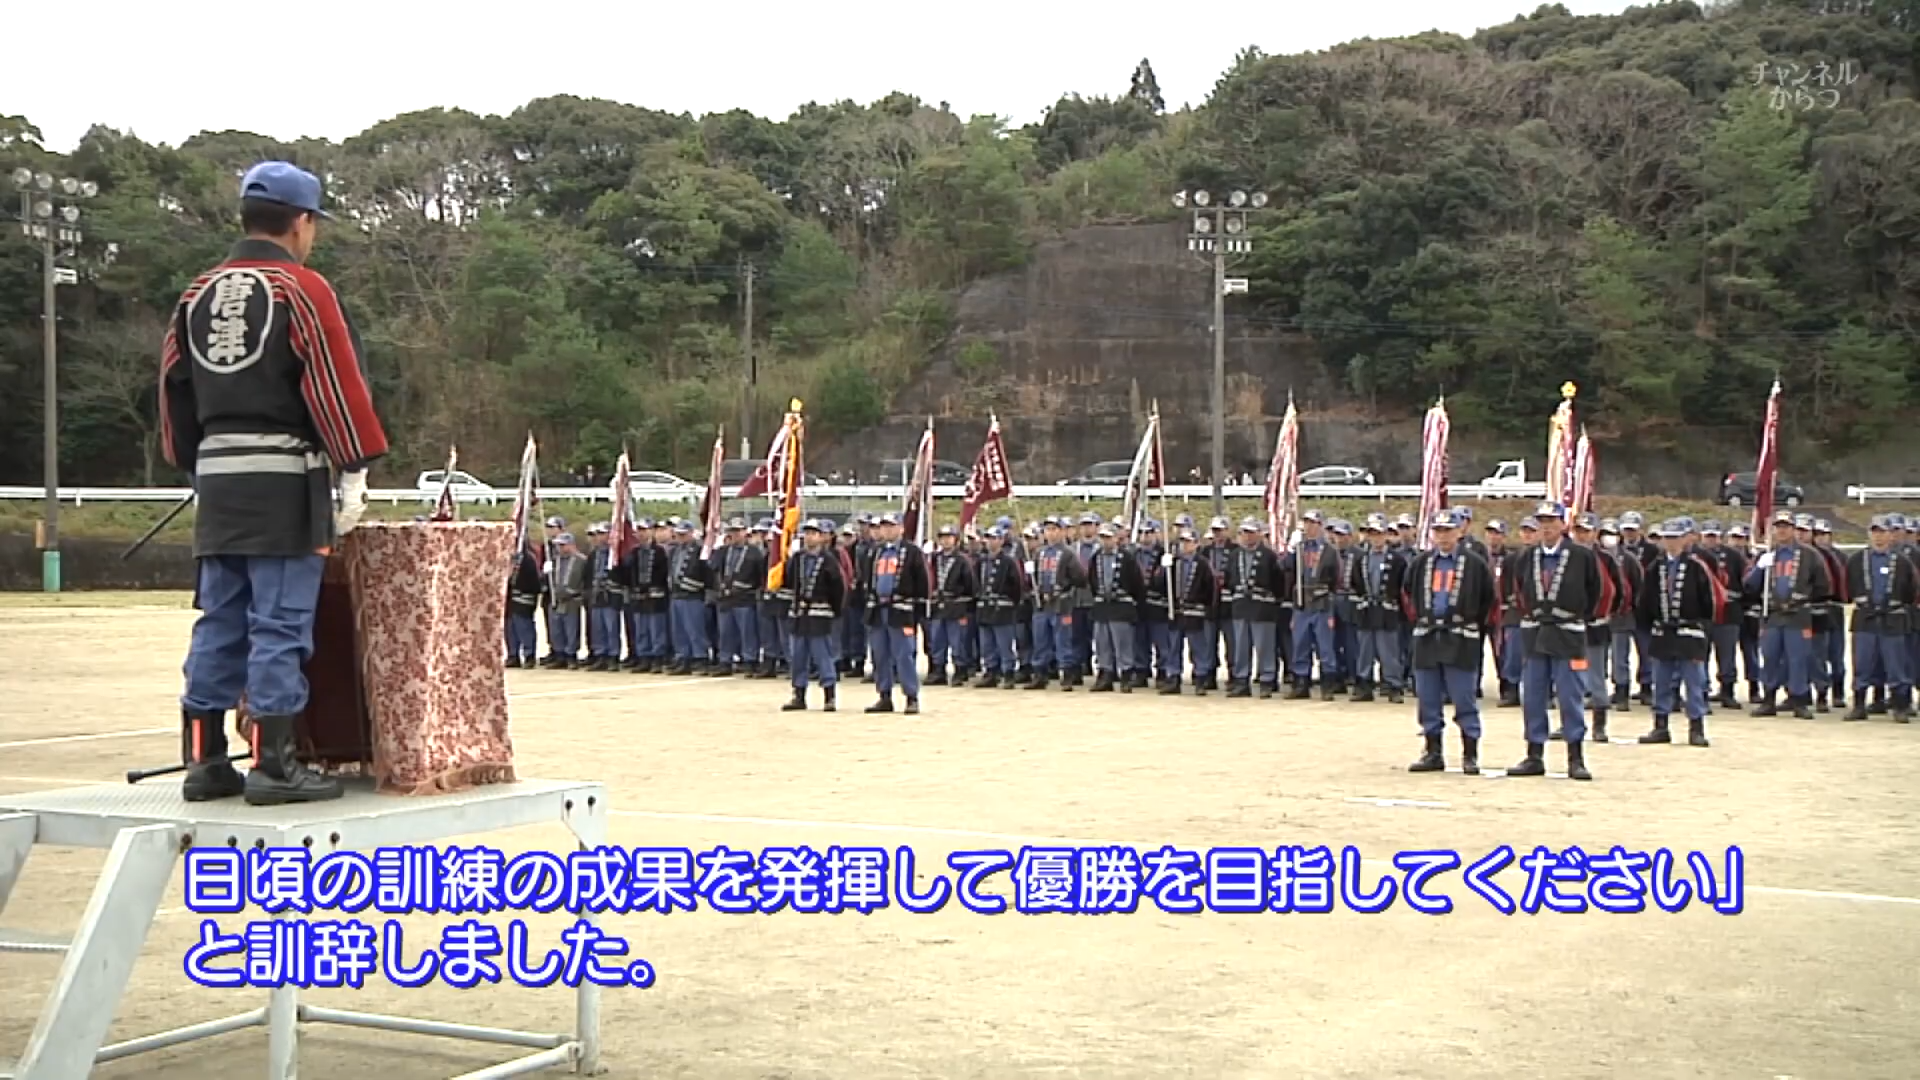 チャンネル
からつ
唐津
日頃の訓練の成果を発揮して優勝を目指してください」
と訓辞しました。